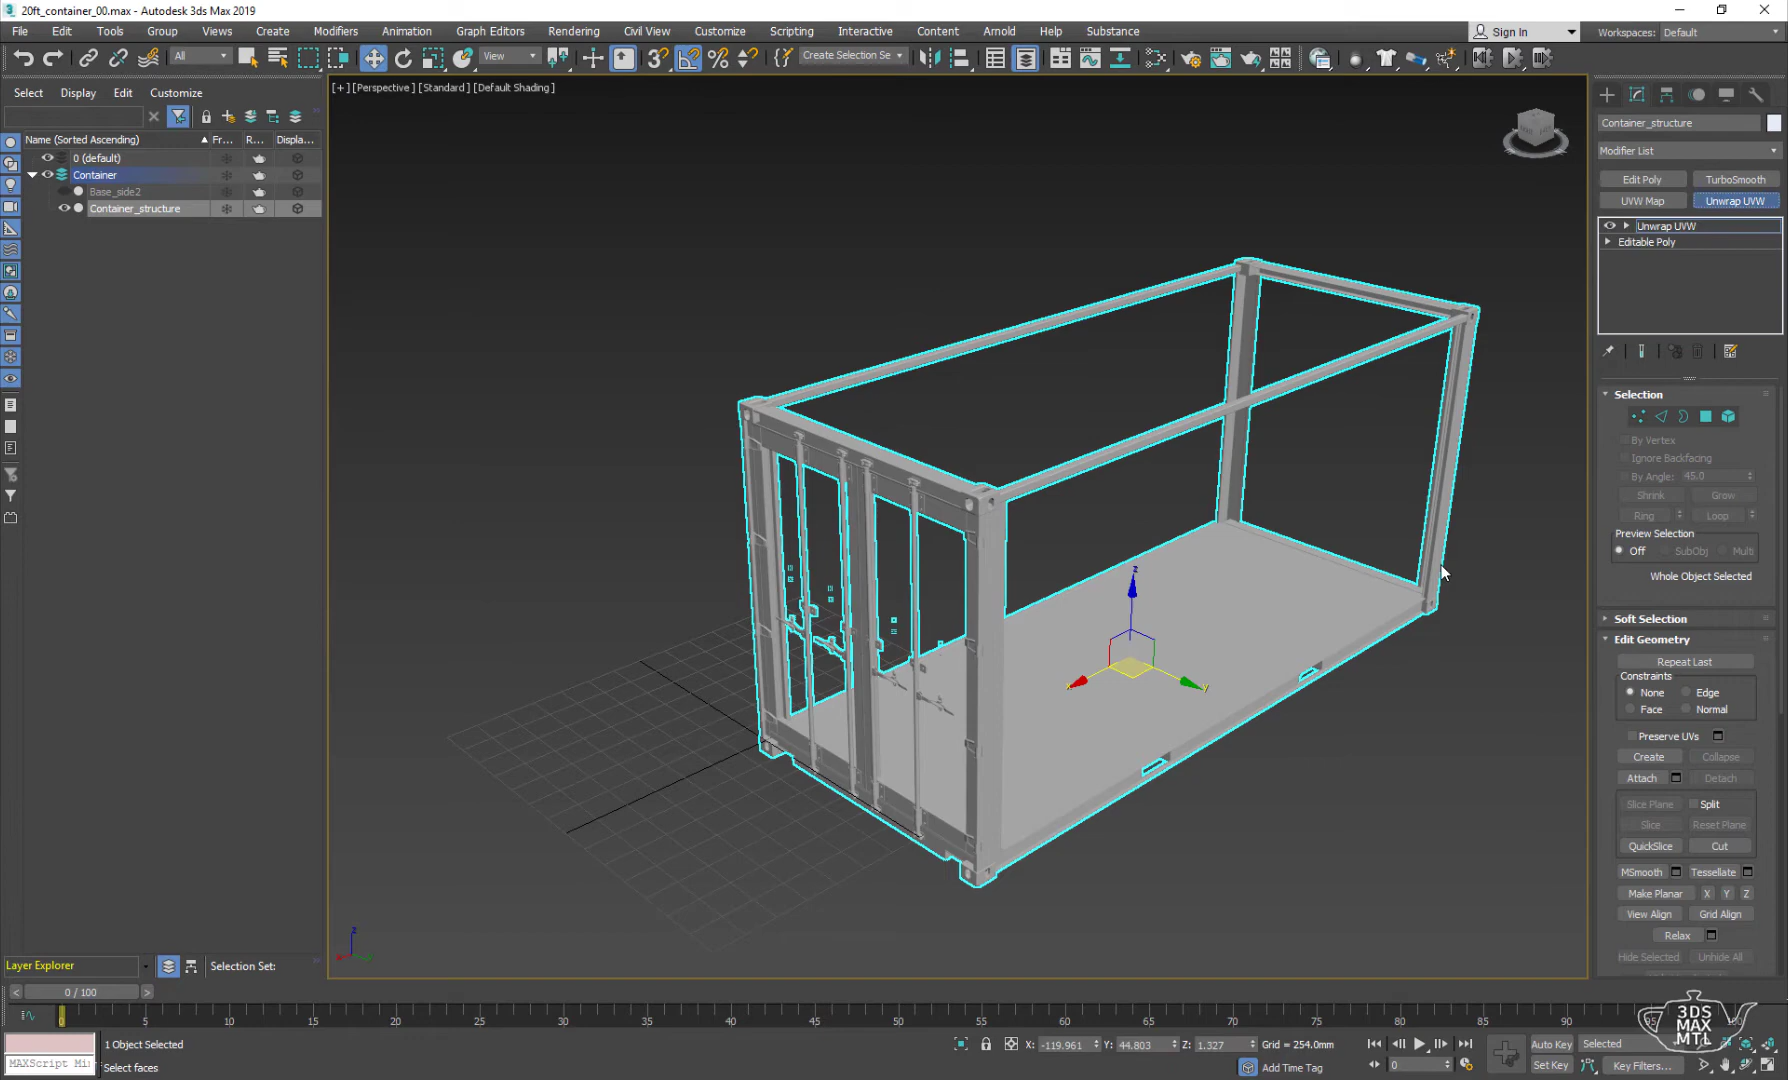 20ft_container_00.max - Autodesk 3ds Max 2019
File Edit Tools Group Views Create Modifiers Animation Graph Editors Rendering Civil View Customize Scripting Interactive Content Arnold Help Substance
Sign In Workspaces: Default
All View Create Selection Se
Select Display Edit Customize
[+] [Perspective] [Standard] [Default Shading]
Name (Sorted Ascending) Fr... R... Displa...
0 (default)
Container
Base_side2
Container_structure
Container_structure
Modifier List
Edit Poly TurboSmooth
UVW Map Unwrap UVW
Unwrap UVW
Editable Poly
Selection
By Vertex
Ignore Backfacing
By Angle: 45.0
Shrink Grow
Ring Loop
Preview Selection
Off SubObj Multi
Whole Object Selected
Soft Selection
Edit Geometry
Repeat Last
Constraints
None Edge
Face Normal
Preserve UVs
Create Collapse
Attach Detach
Slice Plane Split
Slice Reset Plane
QuickSlice Cut
MSmooth Tessellate
Make Planar X Y Z
View Align Grid Align
Relax
Hide Selected Unhide All
z
y
z
Layer Explorer Selection Set:
< 0 / 100 >
0 5 10 15 20 25 30 35 40 45 50 55 60 65 70 75 80 85 90 95 100
3DS
MAX
MTL
1 Object Selected
X: -119.961 Y: 44.803 Z: 1.327 Grid = 254.0mm
Auto Key Selected
MAXScript Mi
Select faces
Add Time Tag
0
Set Key Key Filters...